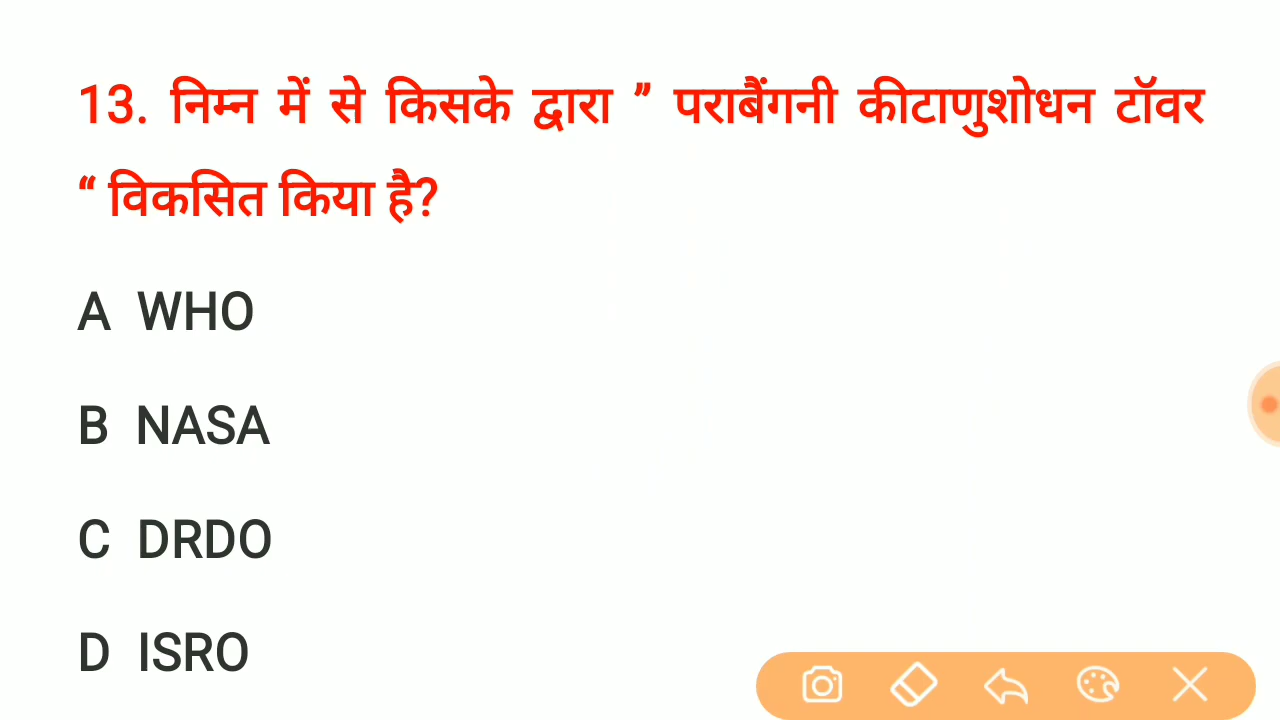 13. निम्न में से किसके द्वारा ” पराबैंगनी कीटाणुशोधन टॉवर
“ विकसित किया है?
A WHO
B NASA
C DRDO
D ISRO